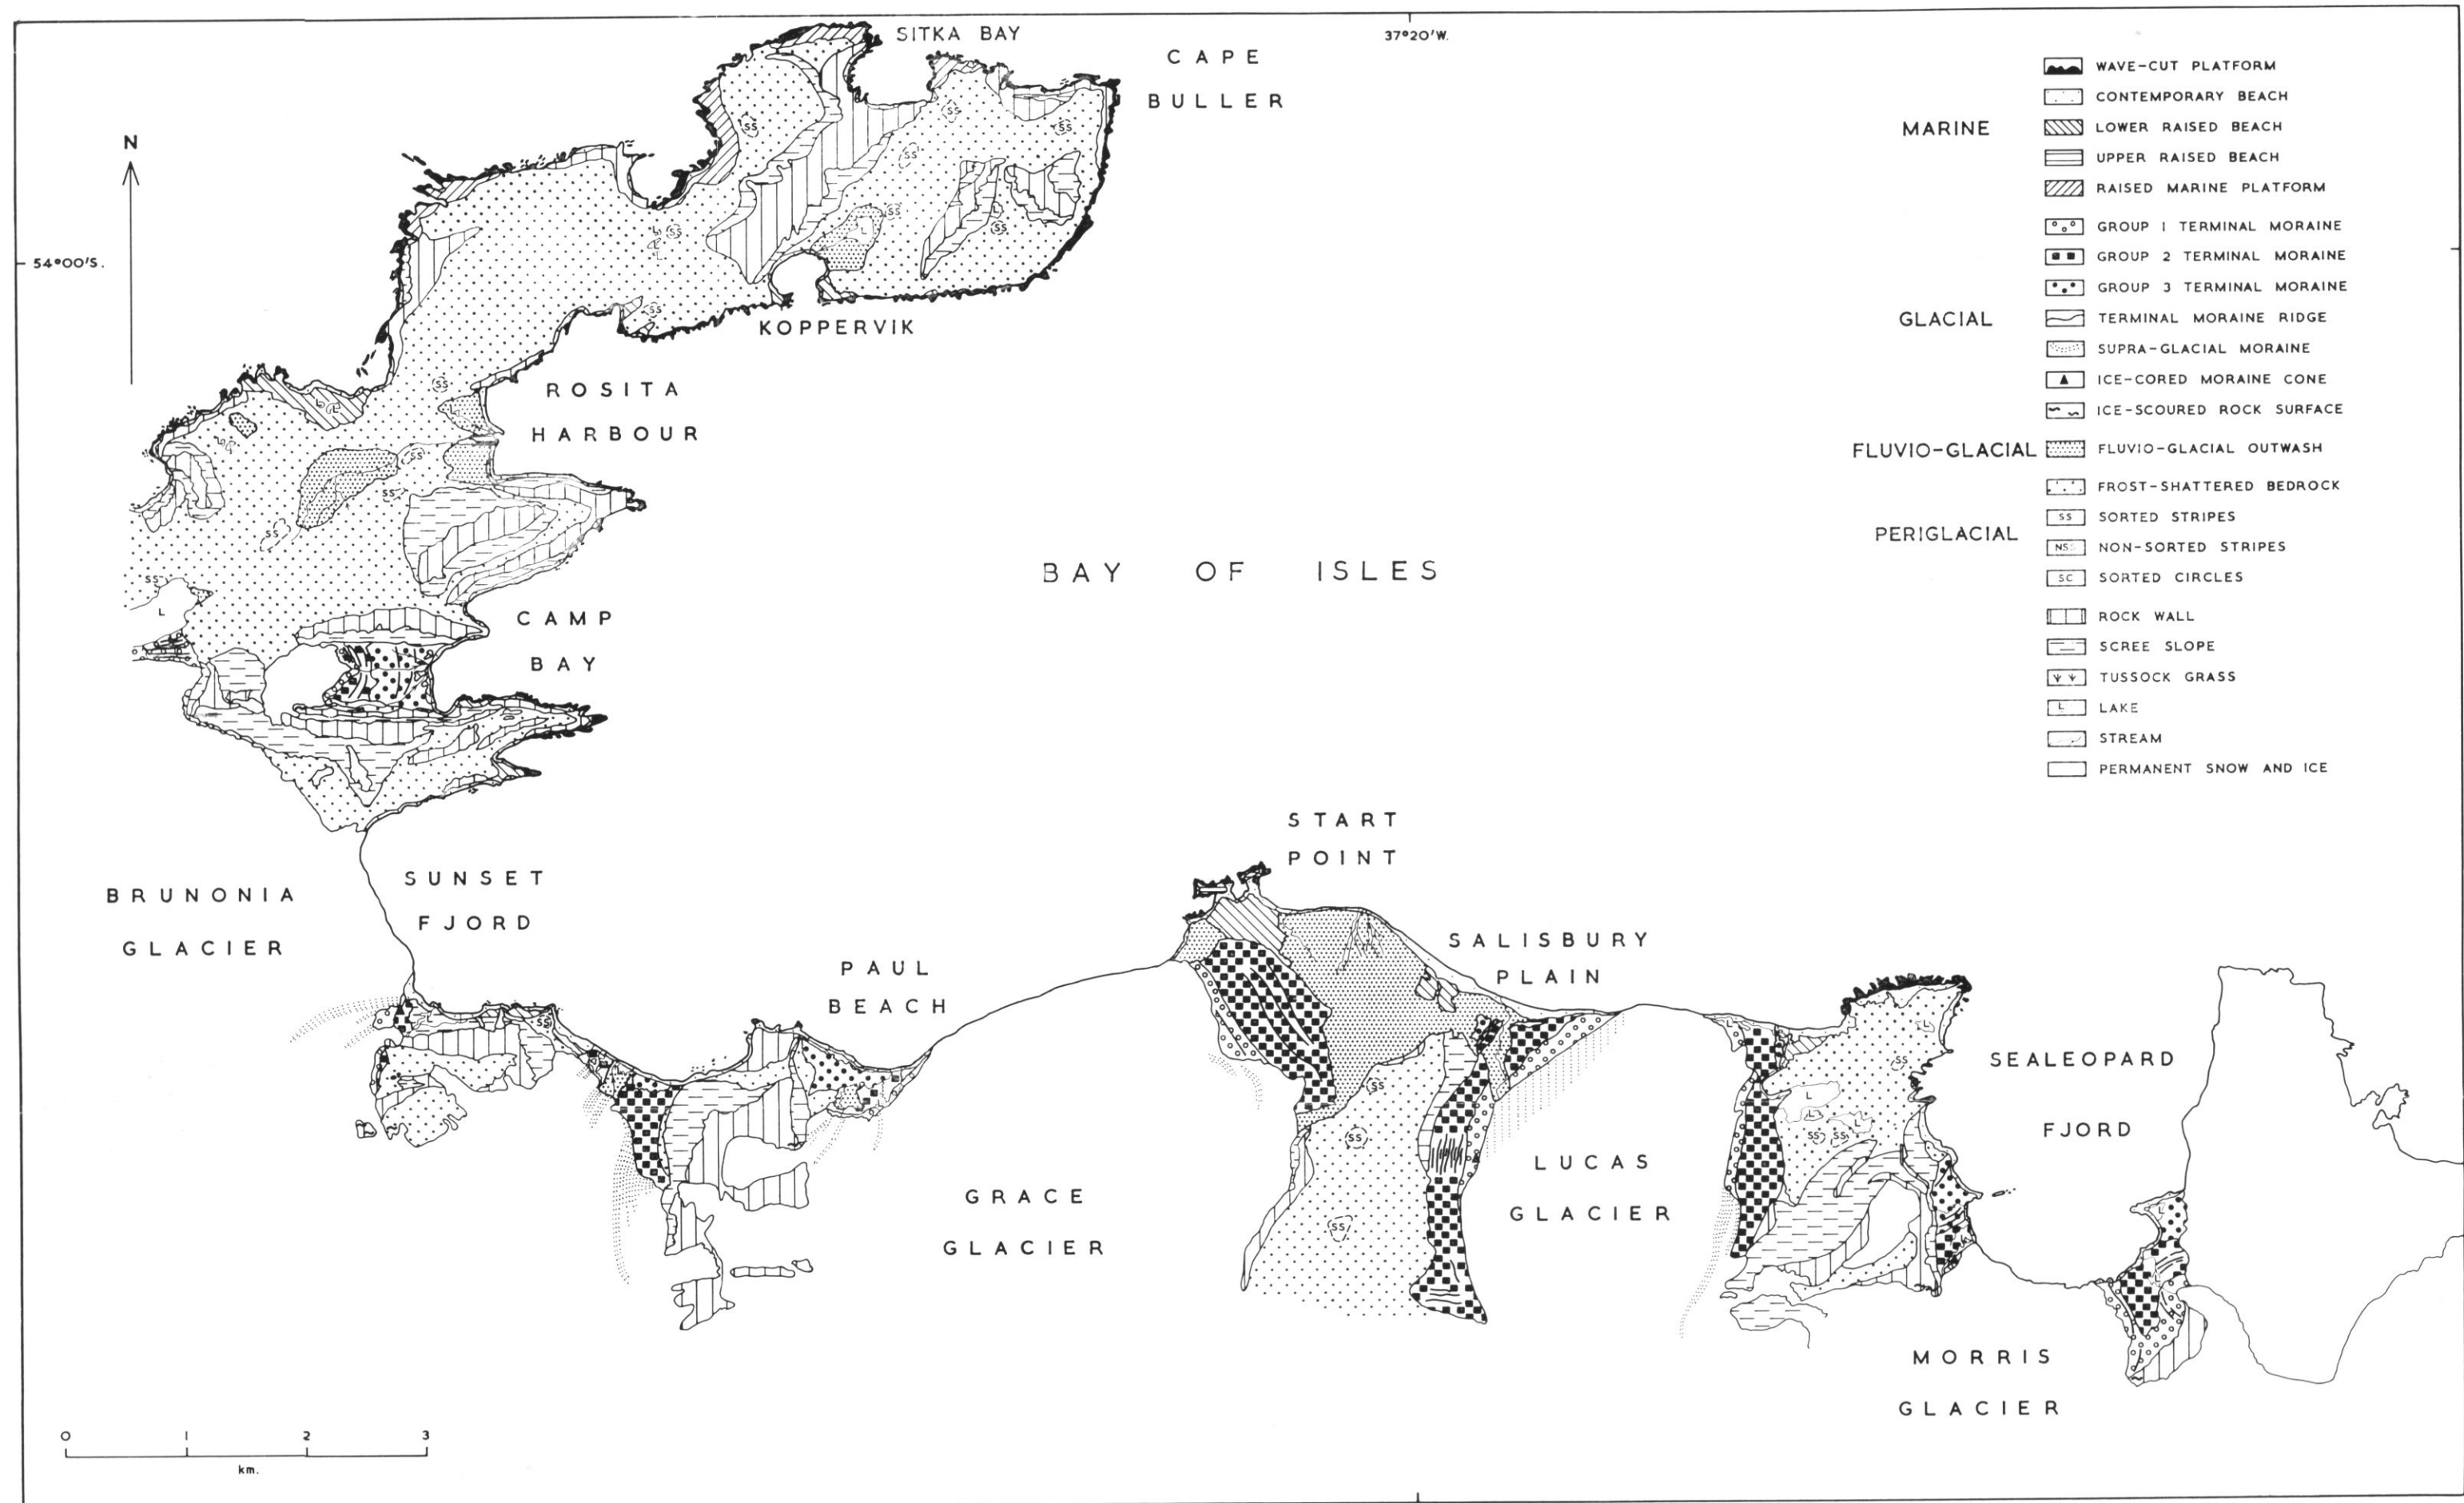 SITKA BAY
CAPE
BULLER
37°20'W.
N
54°00'S.
KOPPERVIK
ROSITA
HARBOUR
BAY OF ISLES
CAMP
BAY
START
POINT
BRUNONIA
GLACIER
SUNSET
FJORD
PAUL
BEACH
SALISBURY
PLAIN
SEALEOPARD
FJORD
GRACE
GLACIER
LUCAS
GLACIER
MORRIS
GLACIER
0 1 2 3
km.
MARINE
WAVE-CUT PLATFORM
CONTEMPORARY BEACH
LOWER RAISED BEACH
UPPER RAISED BEACH
RAISED MARINE PLATFORM
GLACIAL
GROUP 1 TERMINAL MORAINE
GROUP 2 TERMINAL MORAINE
GROUP 3 TERMINAL MORAINE
TERMINAL MORAINE RIDGE
SUPRA-GLACIAL MORAINE
ICE-CORED MORAINE CONE
ICE-SCOURED ROCK SURFACE
FLUVIO-GLACIAL
FLUVIO-GLACIAL OUTWASH
PERIGLACIAL
FROST-SHATTERED BEDROCK
SS SORTED STRIPES
NS NON-SORTED STRIPES
SC SORTED CIRCLES
ROCK WALL
SCREE SLOPE
TUSSOCK GRASS
L LAKE
STREAM
PERMANENT SNOW AND ICE